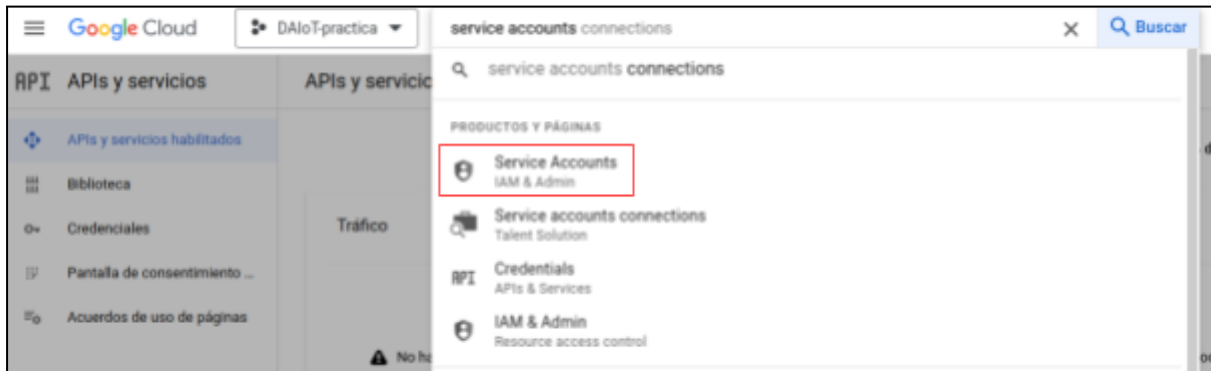 Google Cloud
DAIoT-practica
service accounts connections
Buscar
API APIs y servicios
APIs y servicic
service accounts connections
PRODUCTOS Y PÁGINAS
APIs y servicios habilitados
Biblioteca
Credenciales
Pantalla de consentimiento ...
Acuerdos de uso de páginas
Tráfico
No ha
Service Accounts
IAM & Admin
Service accounts connections
Talent Solution
API
Credentials
APIs & Services
IAM & Admin
Resource access control